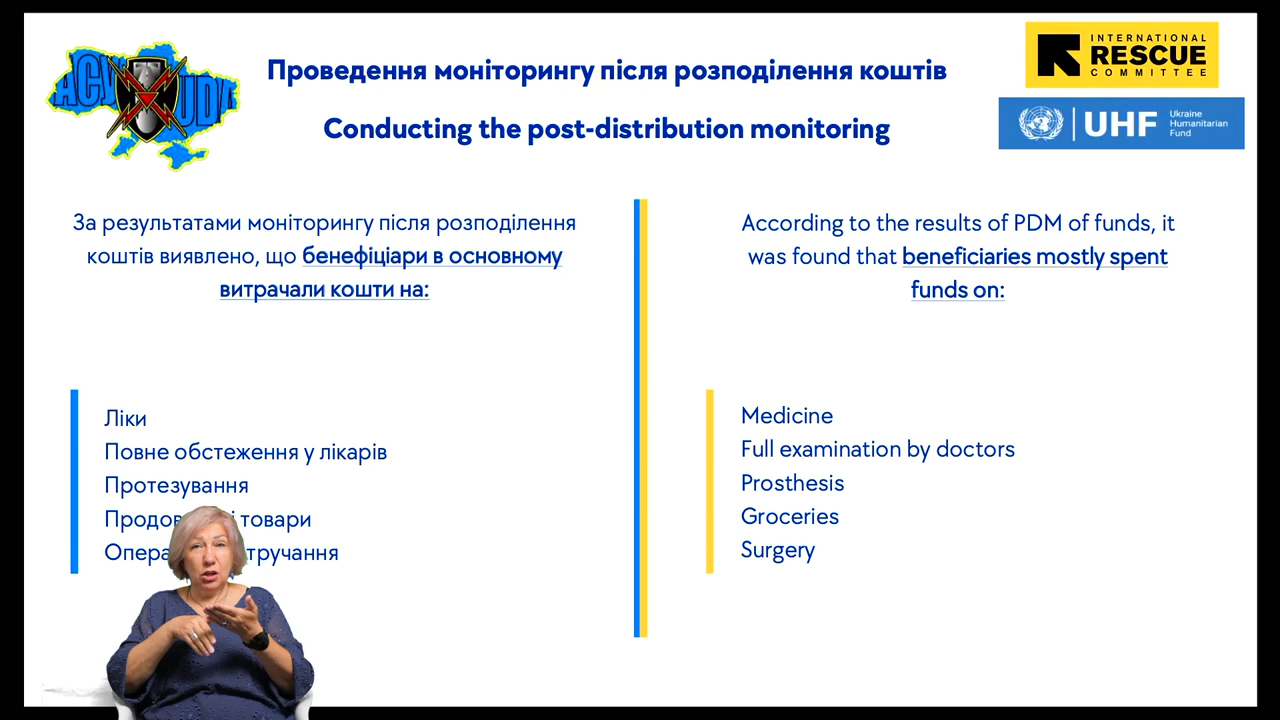 АСУ
UDA
Проведення моніторингу після розподілення коштів
Conducting the post-distribution monitoring
INTERNATIONAL
RESCUE
COMMITTEE
UHF
Ukraine
Humanitarian
Fund
За результатами моніторингу після розподілення
коштів виявлено, що бенефіціари в основному
витрачали кошти на:
Ліки
Повне обстеження у лікарів
Протезування
товари
According to the results of PDM of funds, it
was found that beneficiaries mostly spent
funds on:
Medicine
Full examination by doctors
Prosthesis
Groceries
Surgery